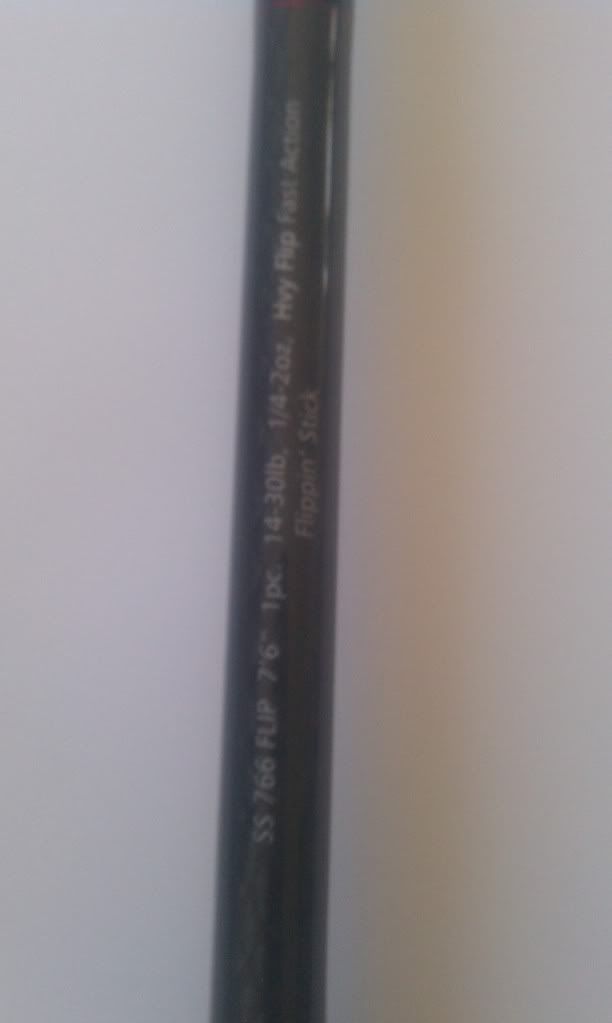 SS 766 FLIP 7'6" 1pc. 14-30lb, 1/4-2oz, Hvy Flip Fast Action
Flippin' Stick